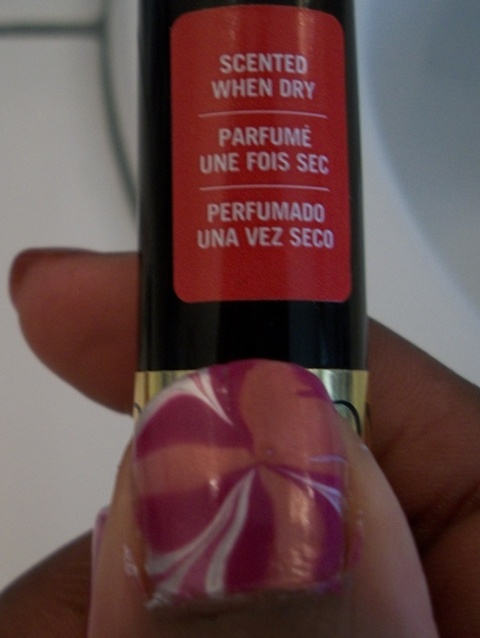 SCENTED
WHEN DRY
PARFUMÉ
UNE FOIS SEC
PERFUMADO
UNA VEZ SECO